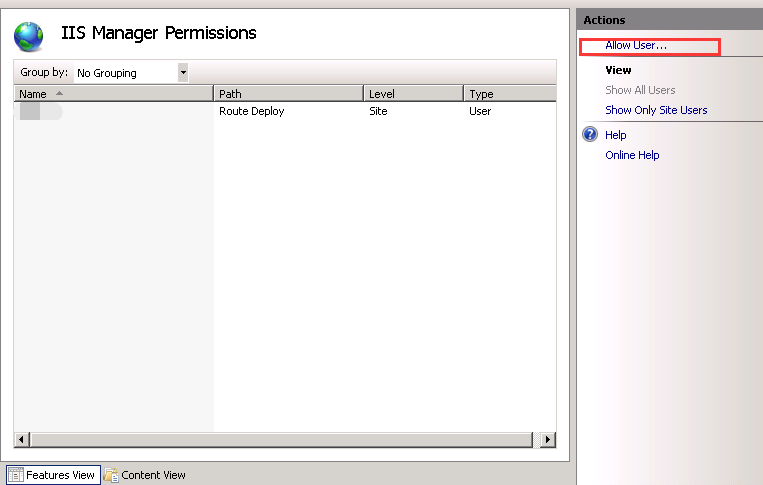 IIS Manager Permissions
Group by: No Grouping
Name Path Level Type
Route Deploy Site User
Features View Content View
Actions
Allow User...
View
Show All Users
Show Only Site Users
Help
Online Help